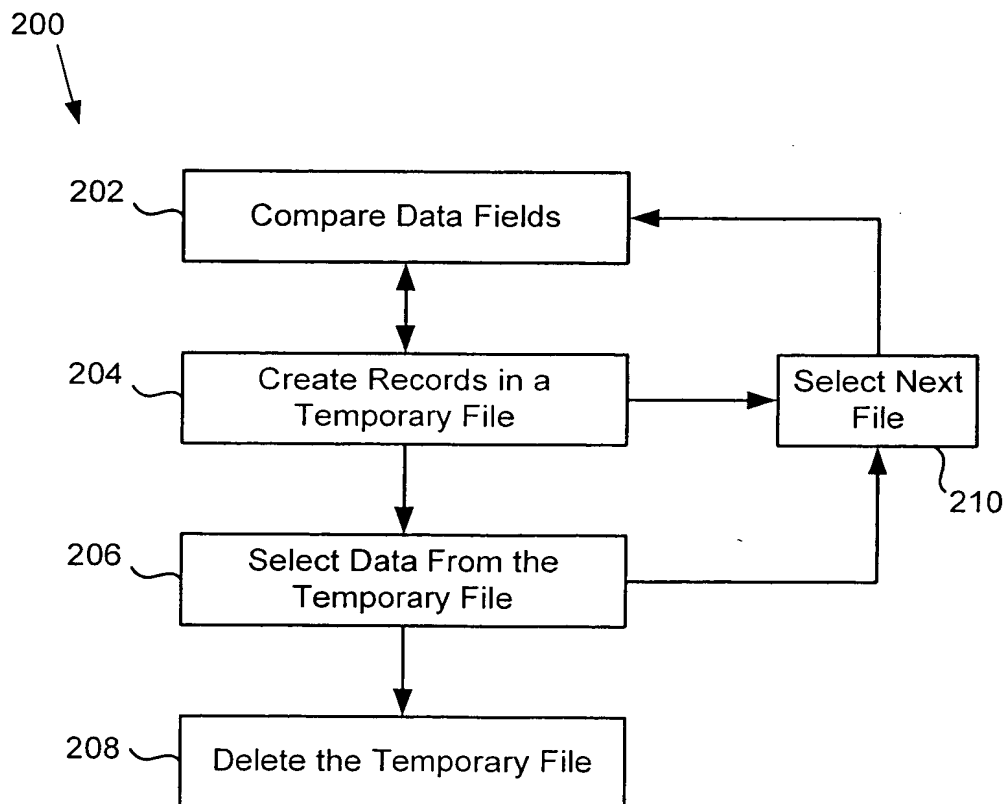 200
202
Compare Data Fields
204
Create Records in a
Temporary File
Select Next
File
210
206
Select Data From the
Temporary File
208
Delete the Temporary File